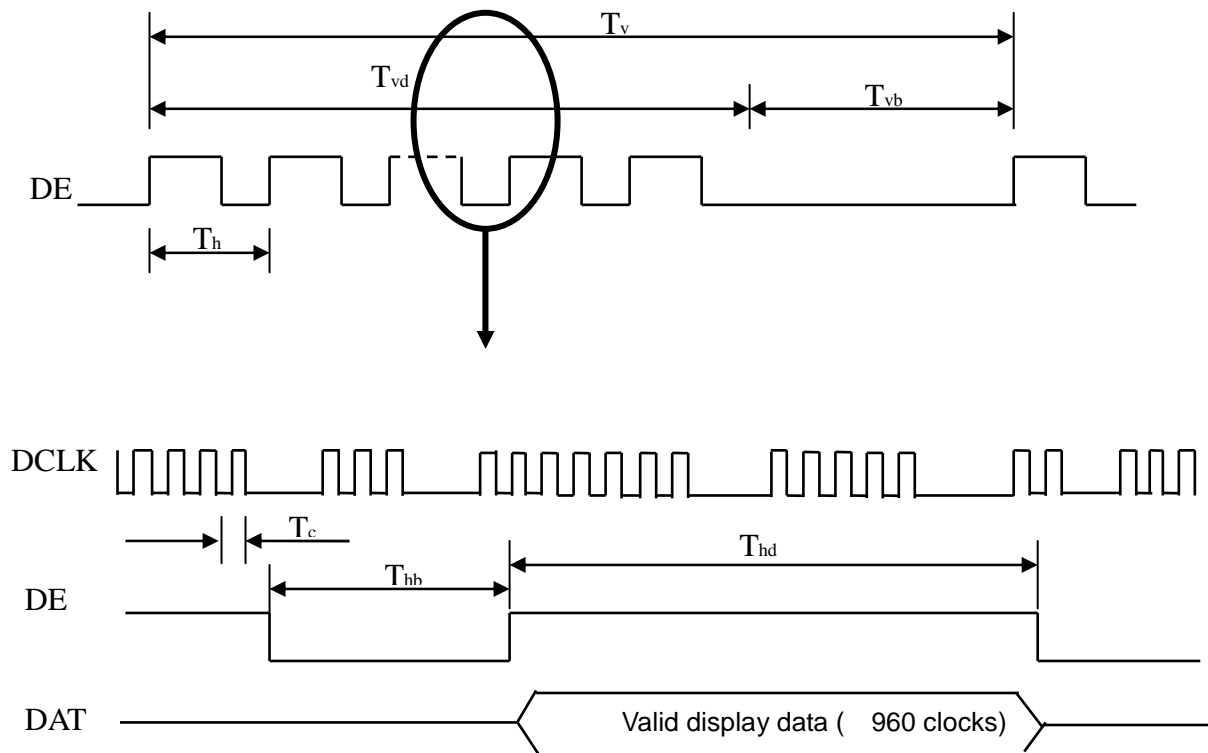 Tv
Tvd
Tvb
DE
Th
DCLK
Tc
Thd
Thb
DE
DAT
Valid display data ( 960 clocks)